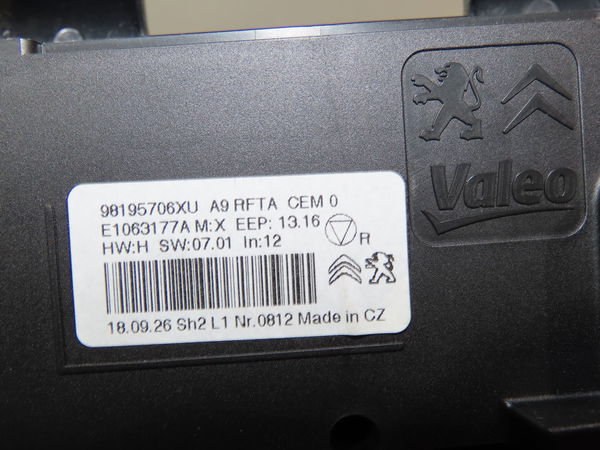 Valeo
98195706XU A9 RFTA CEM 0
E1063177A M:X EEP: 13.16
HW:H SW:07.01 In:12
R
18.09.26 Sh2 L1 Nr.0812 Made in CZ